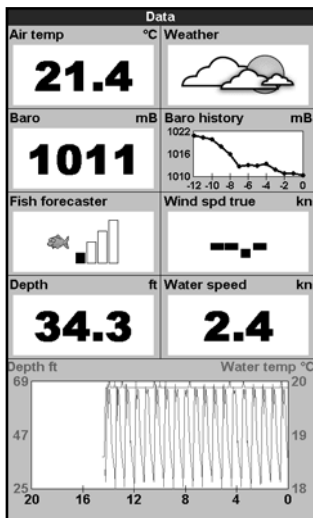 Data
Air temp °C Weather
21.4
Baro mB Baro history mB
1011
1022
1016
1010
-12 -10 -8 -6 -4 -2 0
Fish forecaster Wind spd true kn
--.-
Depth ft Water speed kn
34.3 2.4
Depth ft Water temp °C
69 20
47 19
25 18
20 16 12 8 4 0